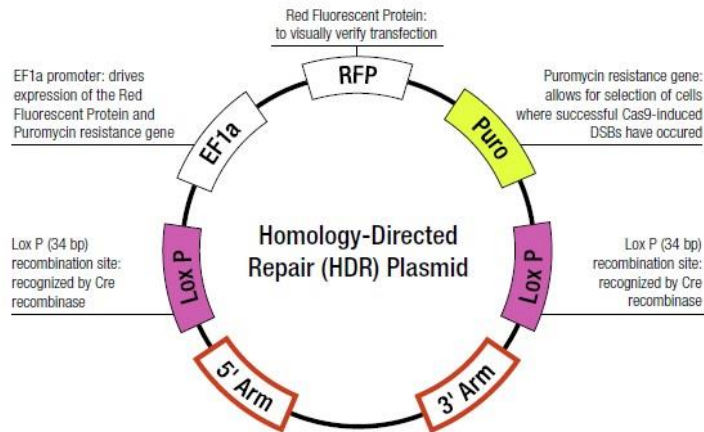 Red Fluorescent Protein:
to visually verify transfection
RFP
EF1a promoter: drives
expression of the Red
Fluorescent Protein and
Puromycin resistance gene
EF1a
Puromycin resistance gene:
allows for selection of cells
where successful Cas9-induced
DSBs have occured
Puro
Homology-Directed
Repair (HDR) Plasmid
Lox P (34 bp)
recombination site:
recognized by Cre
recombinase
Lox P
Lox P
Lox P (34 bp)
recombination site:
recognized by Cre
recombinase
5' Arm
3' Arm